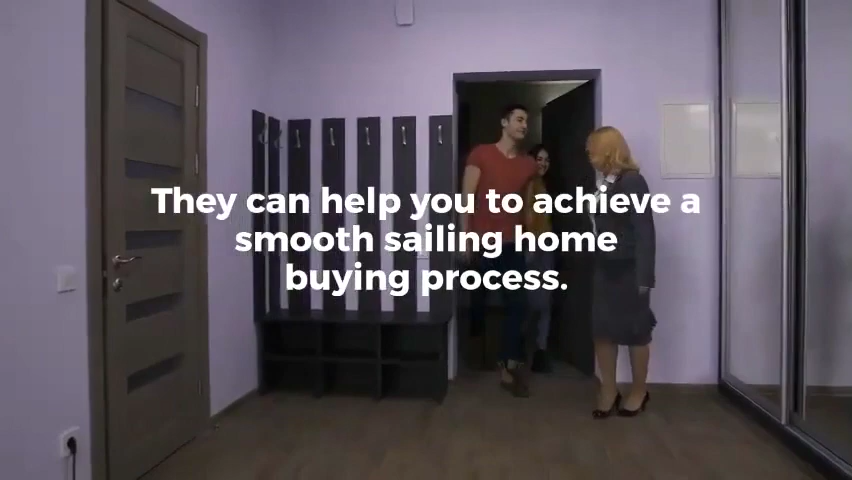 They can help you to achieve a
smooth sailing home
buying process.